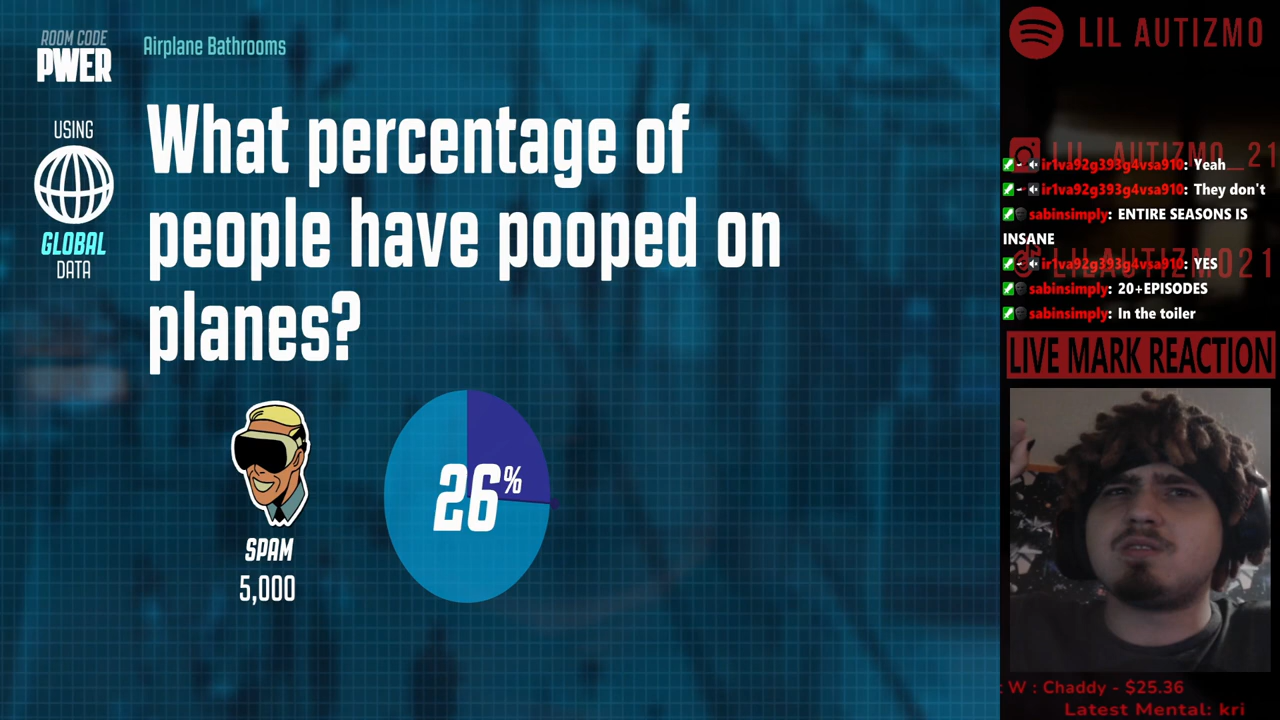 ROOM CODE
PWER
Airplane Bathrooms
USING
GLOBAL
DATA
What percentage of
people have pooped on
planes?
SPAM
5,000
26%
LIL AUTIZMO
LIL_AUTIZMO__21
LILAUTIZMO21
ir1va92g393g4vsa910: Yeah
ir1va92g393g4vsa910: They don't
sabinsimply: ENTIRE SEASONS IS
INSANE
ir1va92g393g4vsa910: YES
sabinsimply: 20+EPISODES
sabinsimply: In the toiler
LIVE MARK REACTION
: W : Chaddy - $25.36
Latest Mental: kri